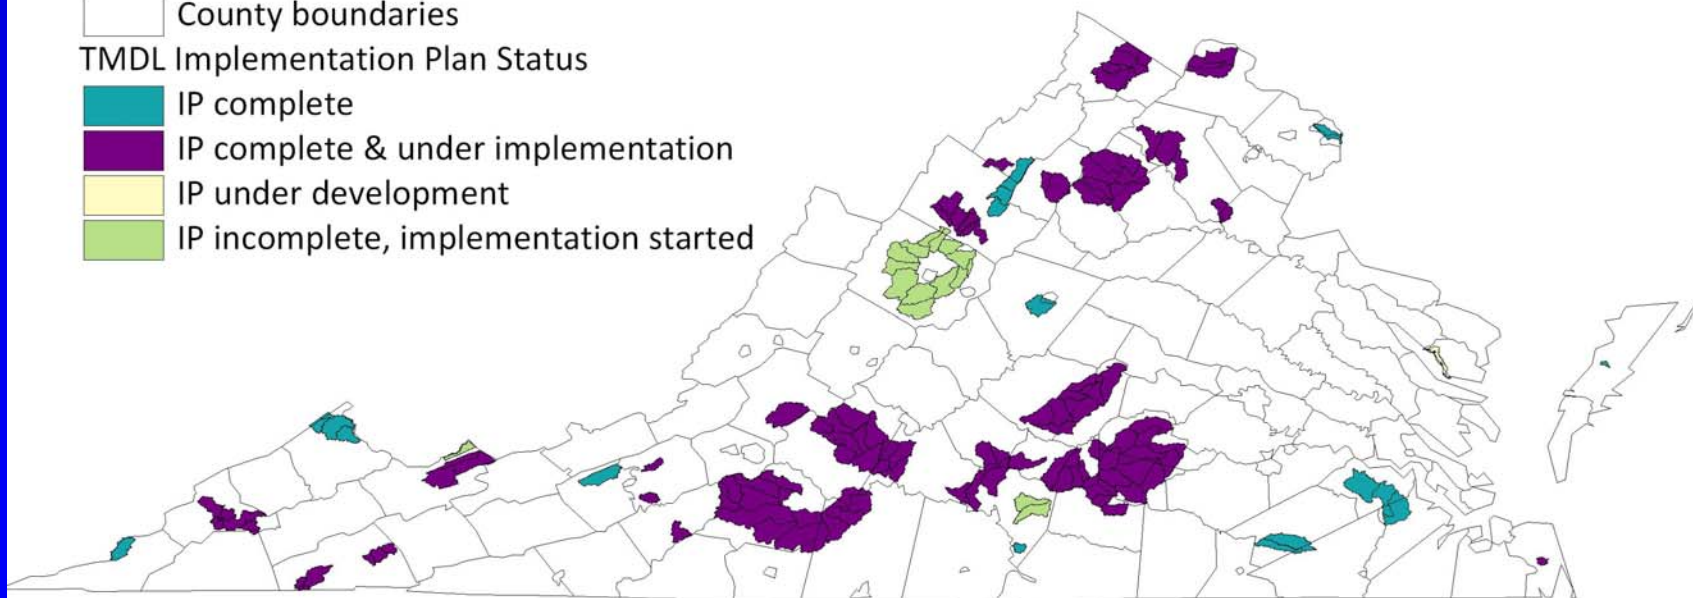 County boundaries
TMDL Implementation Plan Status
IP complete
IP complete & under implementation
IP under development
IP incomplete, implementation started